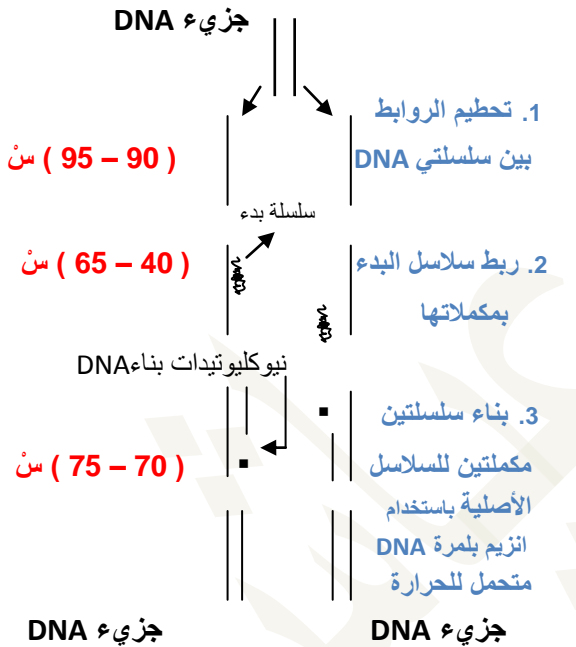 جزيء DNA
1. تحطيم الروابط
بين سلسلتي DNA
( 90 – 95 ) سْ
سلسلة بدء
2. ربط سلاسل البدء
بمكملاتها
( 40 – 65 ) سْ
نيوكليوتيدات بناءDNA
3. بناء سلسلتين
مكملتين للسلاسل
الأصلية باستخدام
انزيم بلمرة DNA
متحمل للحرارة
( 70 – 75 ) سْ
جزيء DNA
جزيء DNA